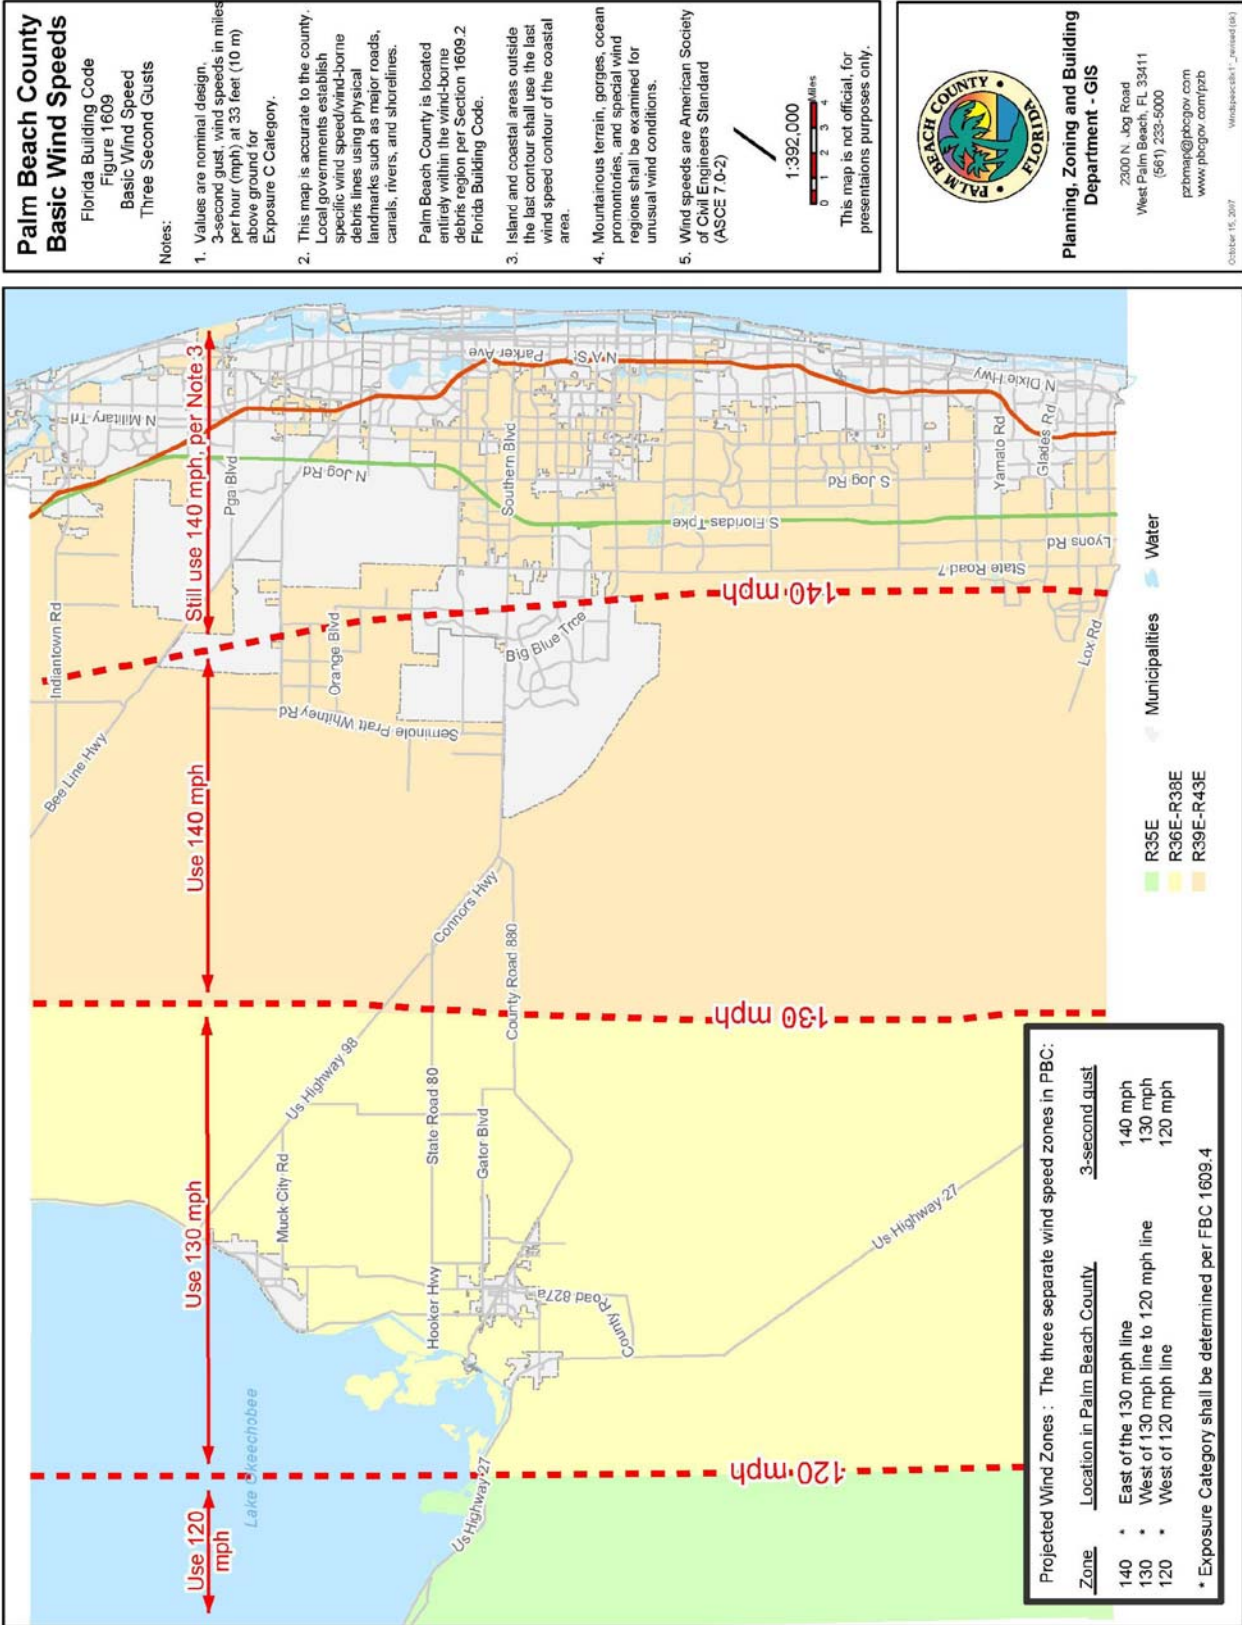 Palm Beach County
Basic Wind Speeds
Florida Building Code
Figure 1609
Basic Wind Speed
Three Second Gusts
Notes:
1. Values are nominal design,
3-second gust, wind speeds in miles
per hour (mph) at 33 feet (10 m)
above ground for
Exposure C Category.
2. This map is accurate to the county.
Local governments establish
specific wind speed/wind-borne
debris lines using physical
landmarks such as major roads,
canals, rivers, and shorelines.
Palm Beach County is located
entirely within the wind-borne
debris region per Section 1609.2
Florida Building Code.
3. Island and coastal areas outside
the last contour shall use the last
wind speed contour of the coastal
area.
4. Mountainous terrain, gorges, ocean
promontories, and special wind
regions shall be examined for
unusual wind conditions.
5. Wind speeds are American Society
of Civil Engineers Standard
(ASCE 7.0-2)
1:392,000
0 1 2 3 4 Miles
This map is not official, for
presentaions purposes only.
PALM BEACH COUNTY
FLORIDA
Planning, Zoning and Building
Department - GIS
2300 N. Jog Road
West Palm Beach, FL 33411
(561) 233-5000
pzbmap@pbcgov.com
www.pbcgov.com/pzb
October 15, 2007
Use 120
mph
Use 130 mph
Use 140 mph
Still use 140 mph, per Note 3
120 mph
130 mph
140 mph
Lake Okeechobee
Indiantown Rd
Bee Line Hwy
N Military Trl
Pga Blvd
N Jog Rd
Orange Blvd
Seminole Pratt Whitney Rd
Us Highway 98
Muck City Rd
Connors Hwy
State Road 80
Hooker Hwy
Gator Blvd
County Road 880
County Road 827a
Us Highway 27
Us Highway 27
Southern Blvd
Big Blue Trce
Parker Ave
N A St
S Jog Rd
S Floridas Tpke
State Road 7
Lyons Rd
Yamato Rd
Glades Rd
N Dixie Hwy
Lox Rd
R35E
R36E-R38E
R39E-R43E
Municipalities
Water
Projected Wind Zones : The three separate wind speed zones in PBC:
Zone Location in Palm Beach County 3-second gust
140 * East of the 130 mph line 140 mph
130 * West of 130 mph line to 120 mph line 130 mph
120 * West of 120 mph line 120 mph
* Exposure Category shall be determined per FBC 1609.4